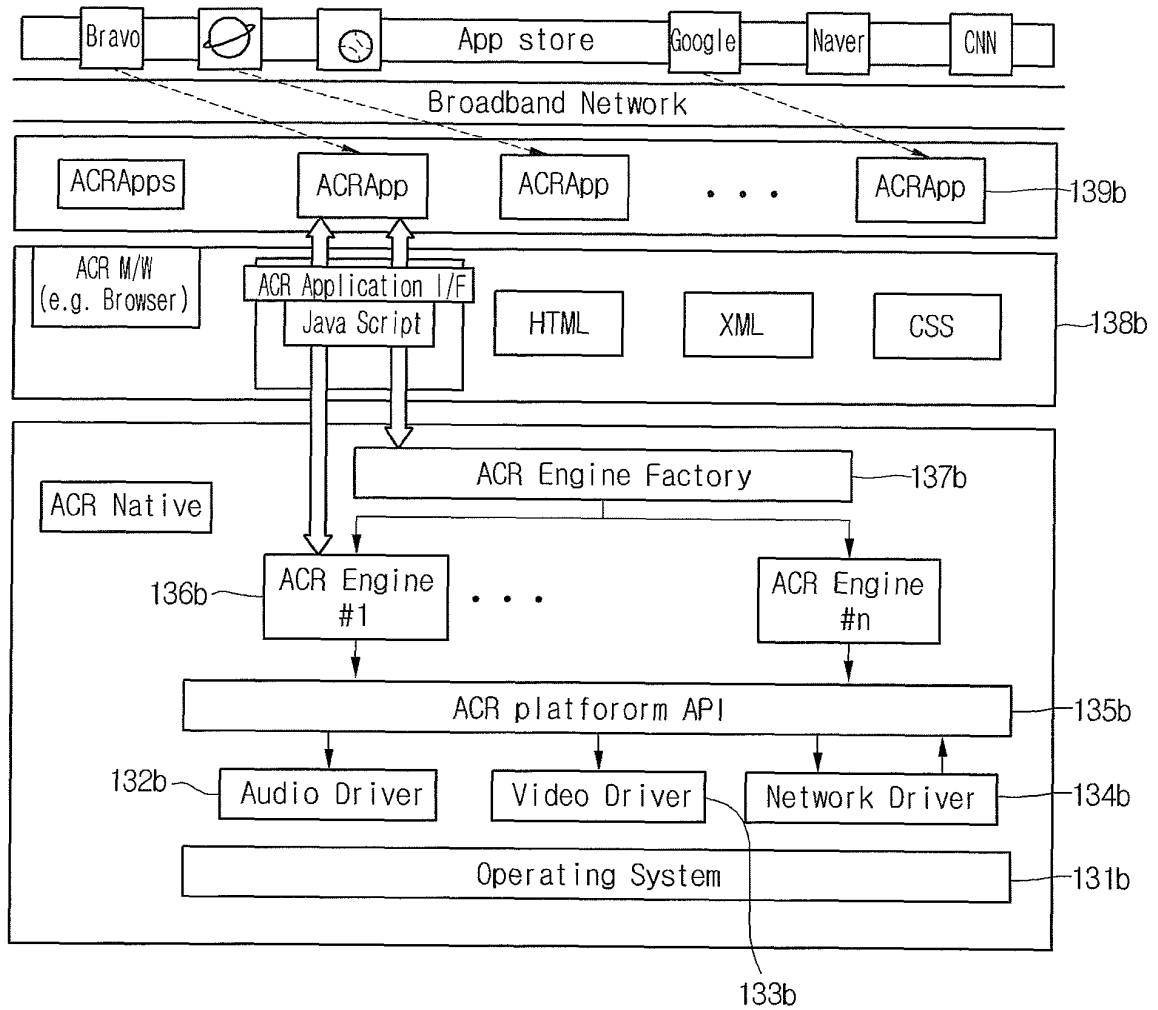 Bravo
App store
Google
Naver
CNN
Broadband Network
ACRApps
ACRApp
ACRApp
. . .
ACRApp
139b
ACR M/W
(e.g. Browser)
ACR Application I/F
Java Script
HTML
XML
CSS
138b
ACR Engine Factory
137b
ACR Native
136b
ACR Engine
#1
. . .
ACR Engine
#n
ACR platfororm API
135b
132b
Audio Driver
Video Driver
Network Driver
134b
Operating System
131b
133b